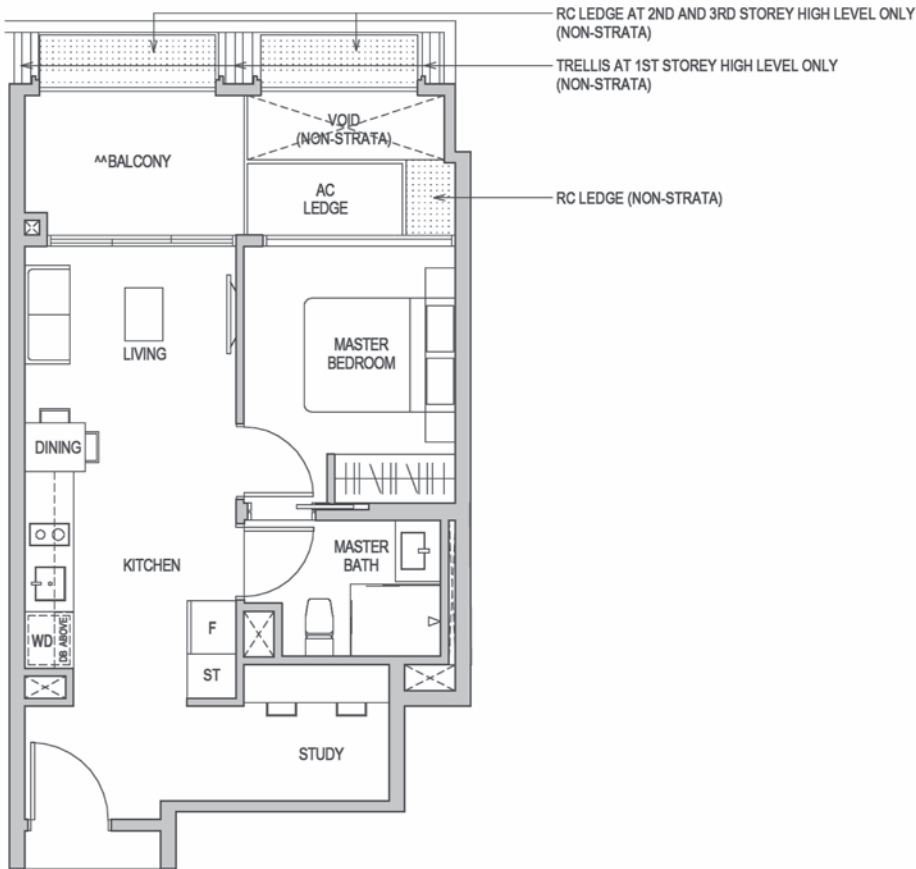 RC LEDGE AT 2ND AND 3RD STOREY HIGH LEVEL ONLY
(NON-STRATA)
TRELLIS AT 1ST STOREY HIGH LEVEL ONLY
(NON-STRATA)
VOID
(NON-STRATA)
^^BALCONY
AC
LEDGE
RC LEDGE (NON-STRATA)
LIVING
MASTER
BEDROOM
DINING
KITCHEN
MASTER
BATH
WD
DB ABOVE
F
ST
STUDY